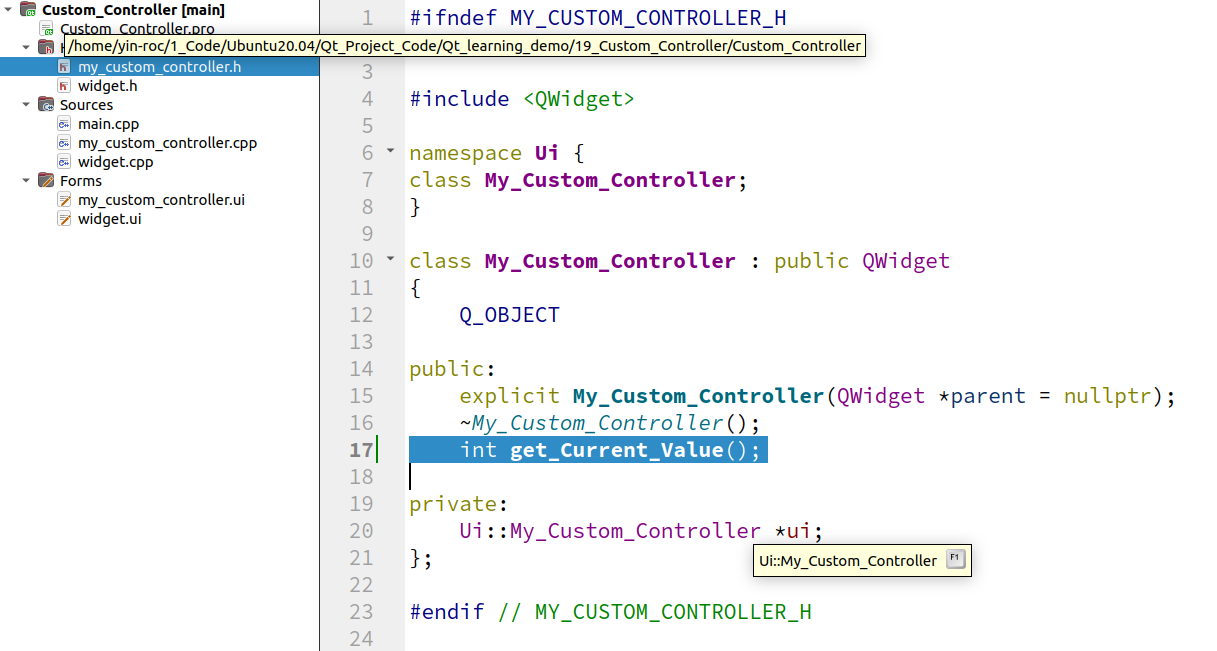 Custom_Controller [main]
Custom_Controller.pro
H
/home/yin-roc/1_Code/Ubuntu20.04/Qt_Project_Code/Qt_learning_demo/19_Custom_Controller/Custom_Controller
my_custom_controller.h
widget.h
Sources
main.cpp
my_custom_controller.cpp
widget.cpp
Forms
my_custom_controller.ui
widget.ui
1 #ifndef MY_CUSTOM_CONTROLLER_H
3
4 #include <QWidget>
5
6 namespace Ui {
7 class My_Custom_Controller;
8 }
9
10 class My_Custom_Controller : public QWidget
11 {
12 Q_OBJECT
13
14 public:
15 explicit My_Custom_Controller(QWidget *parent = nullptr);
16 ~My_Custom_Controller();
17 int get_Current_Value();
18
19 private:
20 Ui::My_Custom_Controller *ui;
21 };
Ui::My_Custom_Controller F1
22
23 #endif // MY_CUSTOM_CONTROLLER_H
24